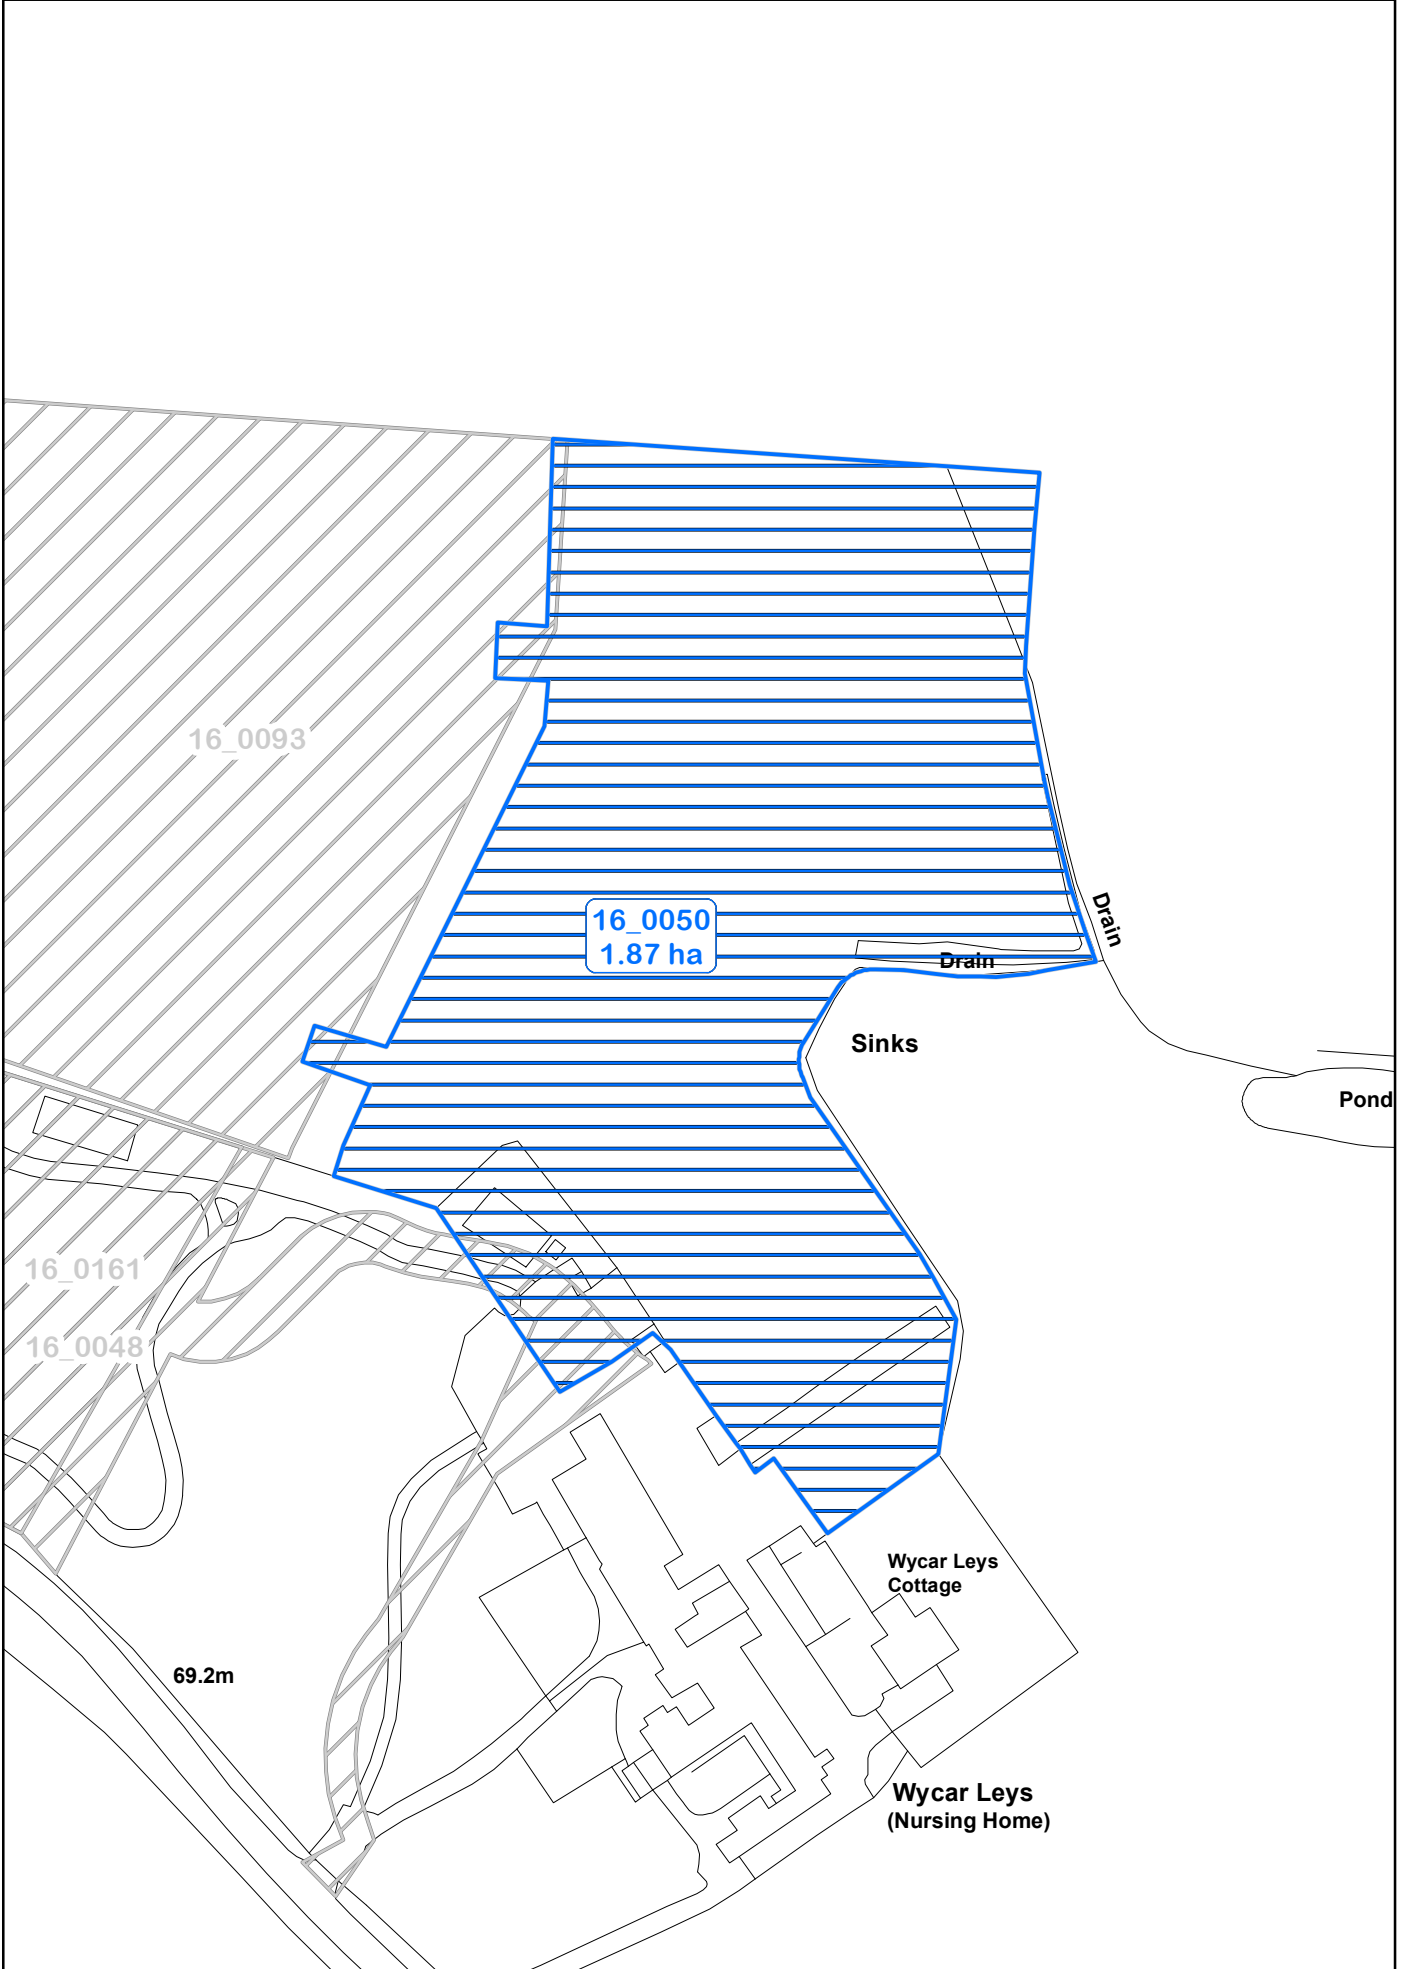 16_0093
16_0050
1.87 ha
Drain
Drain
Sinks
Pond
16_0161
16_0048
Wycar Leys
Cottage
69.2m
Wycar Leys
(Nursing Home)